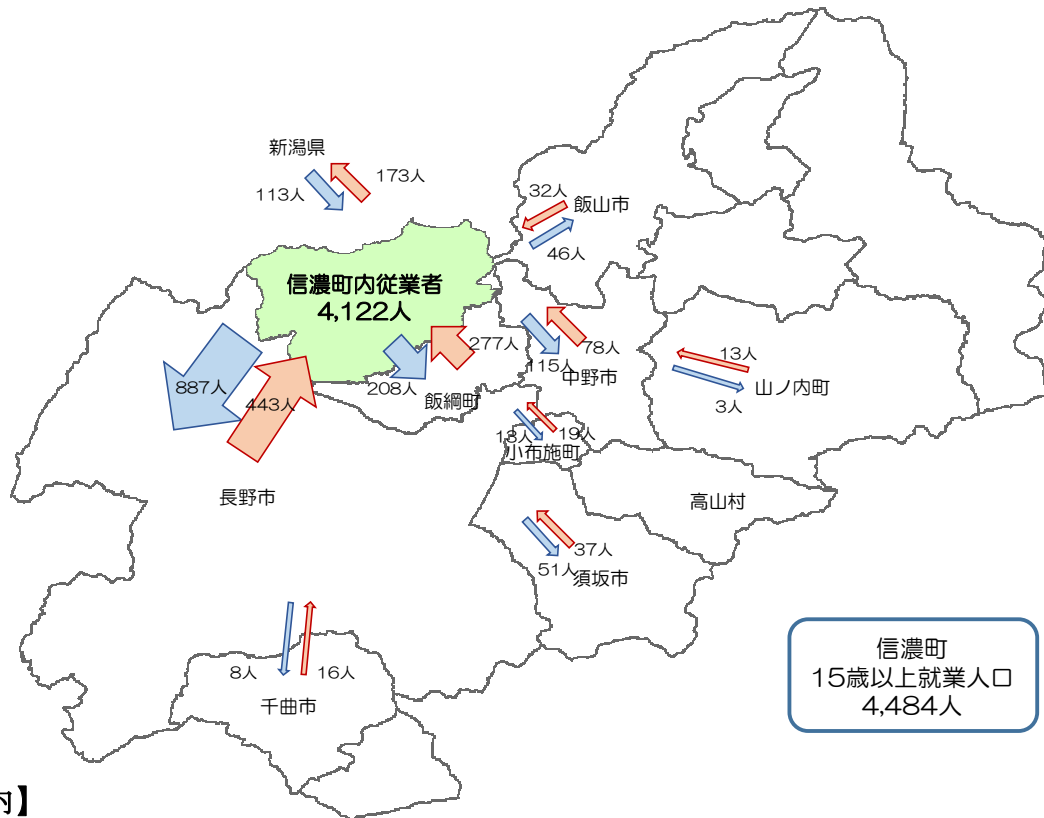 新潟県
173人
113人
32人
飯山市
46人
信濃町内従業者
4,122人
277人
78人
115人
中野市
13人
山ノ内町
3人
887人
443人
208人
飯綱町
13人
19人
小布施町
長野市
高山村
37人
51人
須坂市
8人
16人
千曲市
信濃町
15歳以上就業人口
4,484人
内】